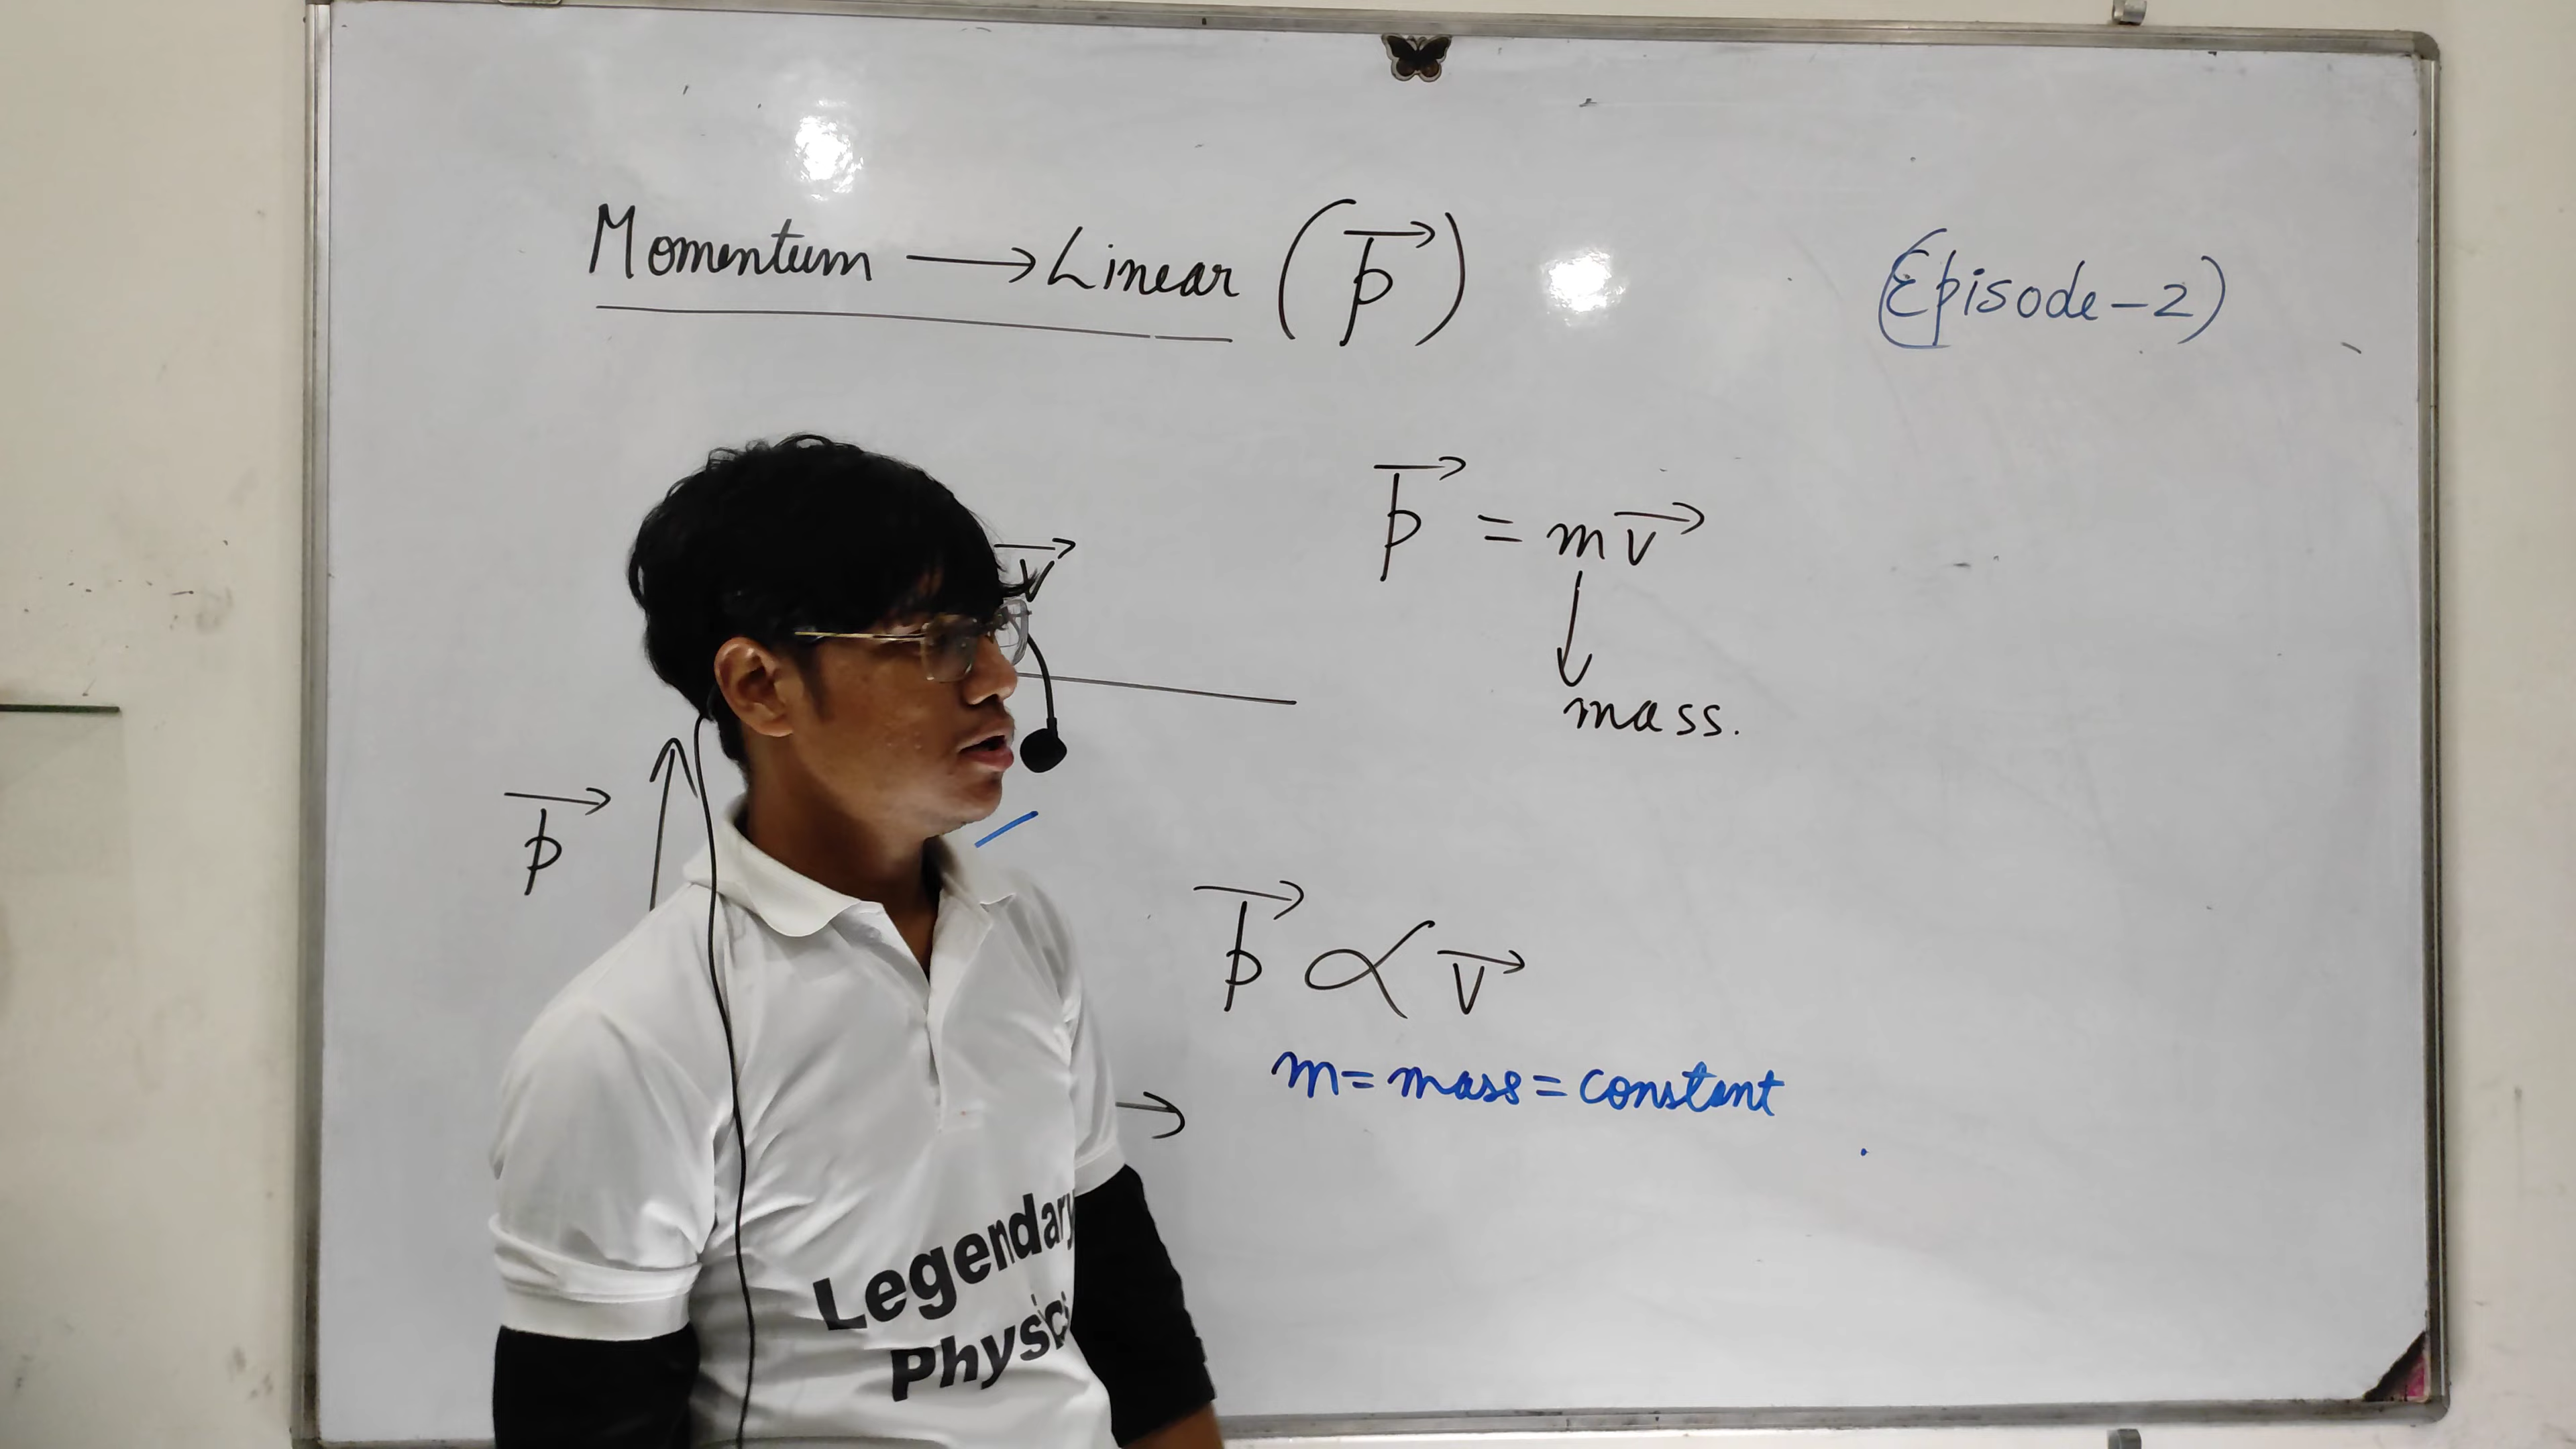 Momentum → Linear (p⃗)
(Episode-2)
v⃗
p⃗ = mv⃗
↓
mass.
p⃗
p⃗ ∝ v⃗
m = mass = constant
Legendary
Physics